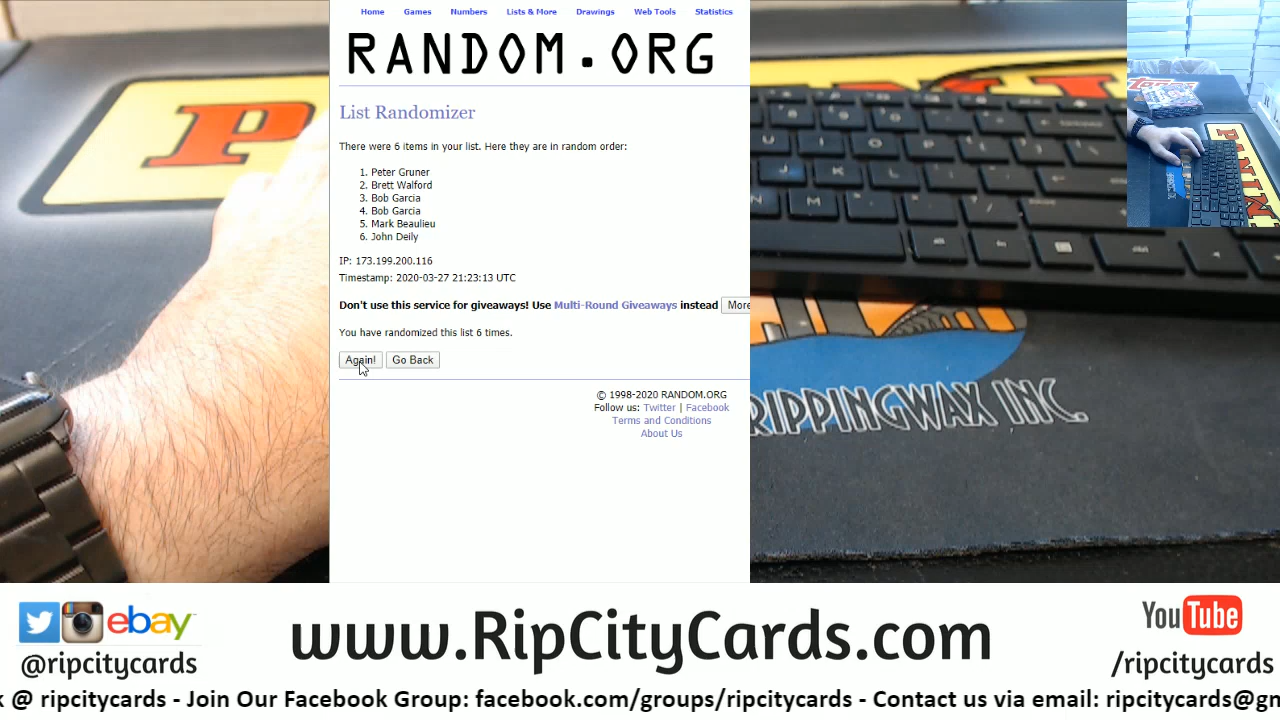 Home Games Numbers Lists & More Drawings Web Tools Statistics
RANDOM.ORG
List Randomizer
There were 6 items in your list. Here they are in random order:
1. Peter Gruner
2. Brett Walford
3. Bob Garcia
4. Bob Garcia
5. Mark Beaulieu
6. John Deily
IP: 173.199.200.116
Timestamp: 2020-03-27 21:23:13 UTC
Don't use this service for giveaways! Use Multi-Round Giveaways instead More
You have randomized this list 6 times.
Again! Go Back
© 1998-2020 RANDOM.ORG
Follow us: Twitter | Facebook
Terms and Conditions
About Us
P
RIPPINGWAX INC.
ebay™
@ripcitycards
www.RipCityCards.com
YouTube
/ripcitycards
k @ ripcitycards - Join Our Facebook Group: facebook.com/groups/ripcitycards - Contact us via email: ripcitycards@gm